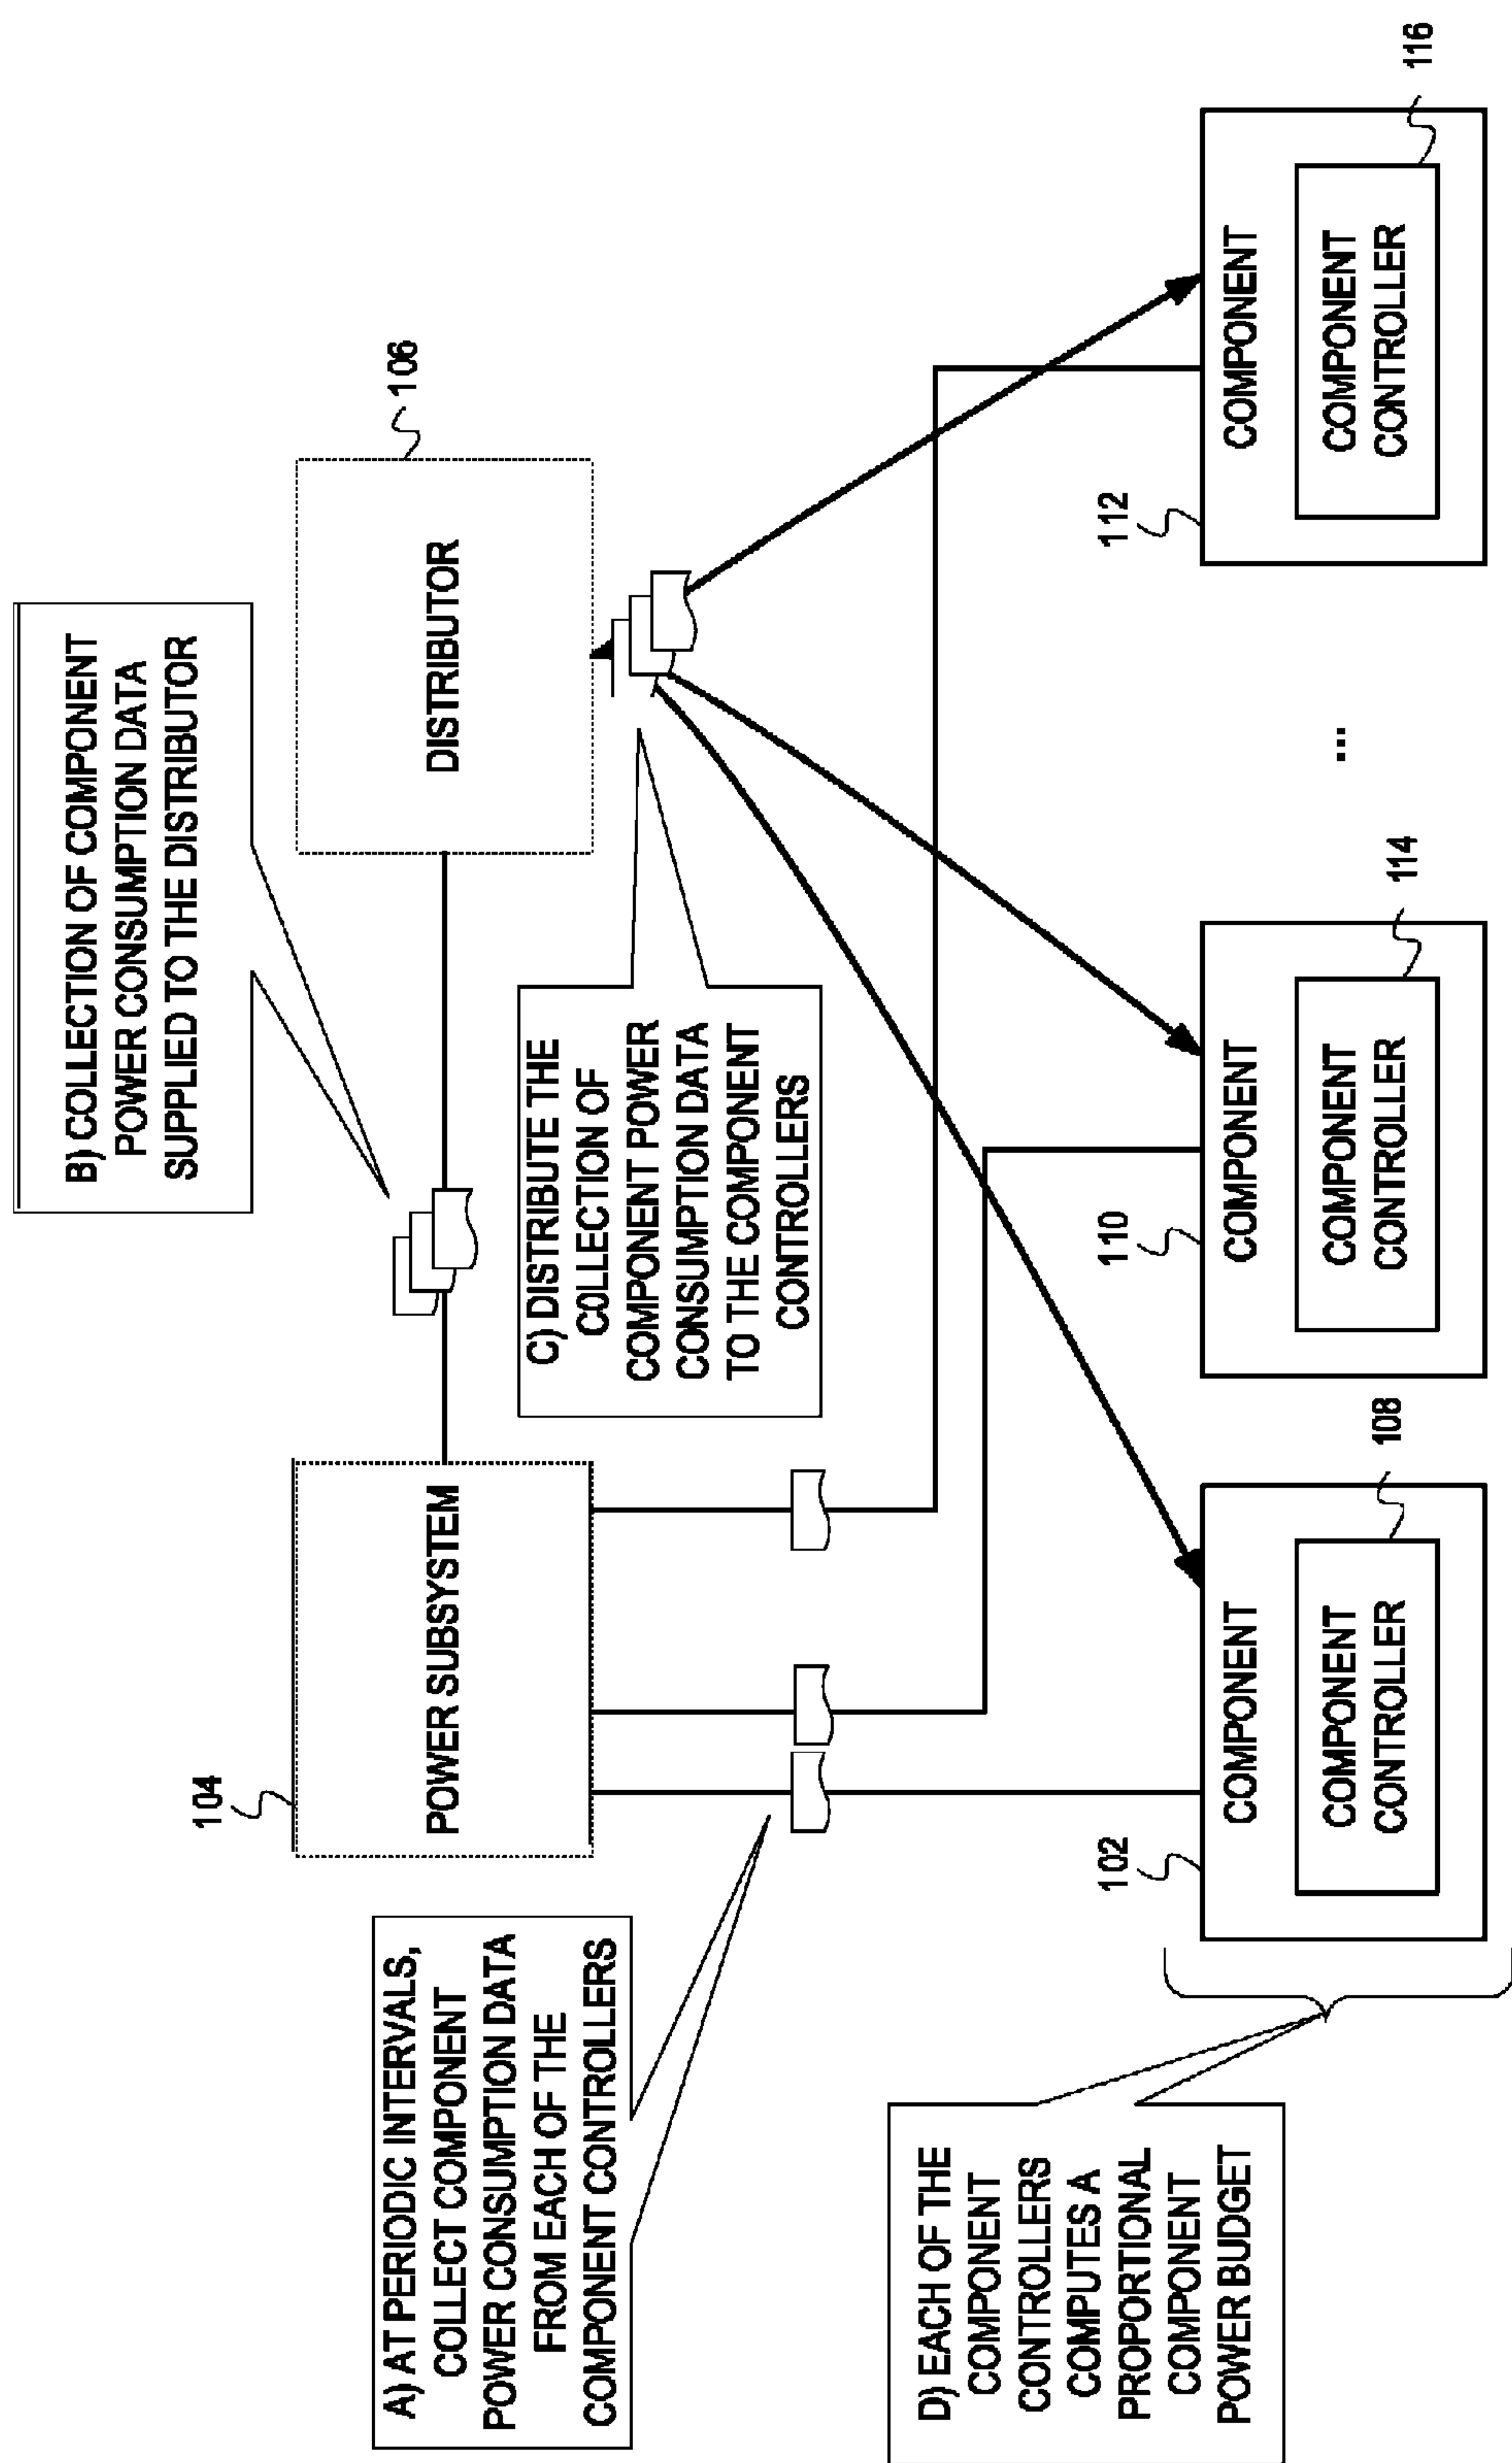 B) COLLECTION OF COMPONENT
POWER CONSUMPTION DATA
SUPPLIED TO THE DISTRIBUTOR
104
POWER SUBSYSTEM
DISTRIBUTOR
106
A) AT PERIODIC INTERVALS,
COLLECT COMPONENT
POWER CONSUMPTION DATA
FROM EACH OF THE
COMPONENT CONTROLLERS
C) DISTRIBUTE THE
COLLECTION OF
COMPONENT POWER
CONSUMPTION DATA
TO THE COMPONENT
CONTROLLERS
D) EACH OF THE
COMPONENT
CONTROLLERS
COMPUTES A
PROPORTIONAL
COMPONENT
POWER BUDGET
102
COMPONENT
COMPONENT
CONTROLLER
108
110
COMPONENT
COMPONENT
CONTROLLER
114
...
112
COMPONENT
COMPONENT
CONTROLLER
116